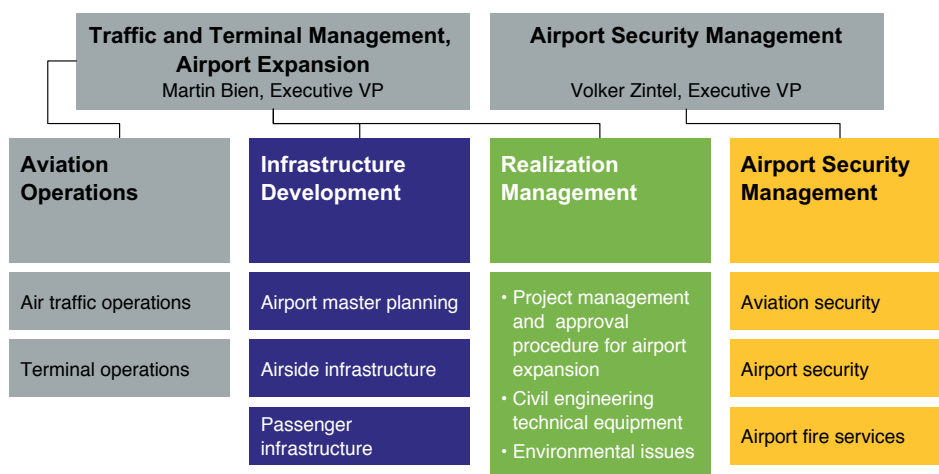 Traffic and Terminal Management,
Airport Expansion
Martin Bien, Executive VP
Airport Security Management
Volker Zintel, Executive VP
Aviation
Operations
Infrastructure
Development
Realization
Management
Airport Security
Management
Air traffic operations
Terminal operations
Airport master planning
Airside infrastructure
Passenger
infrastructure
• Project management
and approval
procedure for airport
expansion
• Civil engineering
technical equipment
• Environmental issues
Aviation security
Airport security
Airport fire services